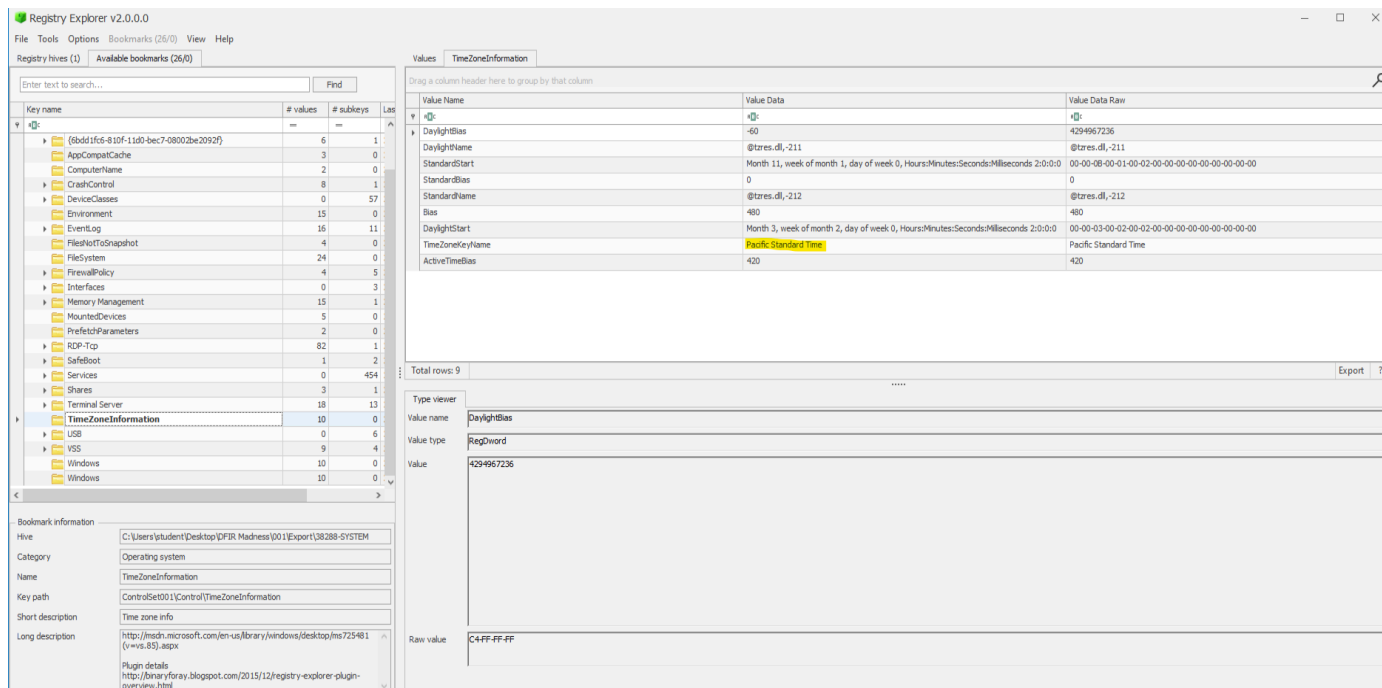 Registry Explorer v2.0.0.0
File Tools Options Bookmarks (26/0) View Help
Registry hives (1) Available bookmarks (26/0)
Enter text to search... Find
Key name # values # subkeys Las
= =
{6bdd1fc6-810f-11d0-bec7-08002be2092f} 6 1
AppCompatCache 3 0
ComputerName 2 0
CrashControl 8 1
DeviceClasses 0 57
Environment 15 0
EventLog 16 11
FilesNotToSnapshot 4 0
FileSystem 24 0
FirewallPolicy 4 5
Interfaces 0 3
Memory Management 15 1
MountedDevices 5 0
PrefetchParameters 2 0
RDP-Tcp 82 1
SafeBoot 1 2
Services 0 454
Shares 3 1
Terminal Server 18 13
TimeZoneInformation 10 0
USB 0 6
VSS 9 4
Windows 10 0
Windows 10 0
Bookmark information
Hive C:\Users\student\Desktop\DFIR Madness\001\Export\38288-SYSTEM
Category Operating system
Name TimeZoneInformation
Key path ControlSet001\Control\TimeZoneInformation
Short description Time zone info
Long description http://msdn.microsoft.com/en-us/library/windows/desktop/ms725481
(v=vs.85).aspx
Plugin details
http://binaryforay.blogspot.com/2015/12/registry-explorer-plugin-
overview.html
Values TimeZoneInformation
Drag a column header here to group by that column
Value Name Value Data Value Data Raw
DaylightBias -60 4294967236
DaylightName @tzres.dll,-211 @tzres.dll,-211
StandardStart Month 11, week of month 1, day of week 0, Hours:Minutes:Seconds:Milliseconds 2:0:0:0 00-00-0B-00-01-00-02-00-00-00-00-00-00-00-00-00
StandardBias 0 0
StandardName @tzres.dll,-212 @tzres.dll,-212
Bias 480 480
DaylightStart Month 3, week of month 2, day of week 0, Hours:Minutes:Seconds:Milliseconds 2:0:0:0 00-00-03-00-02-00-02-00-00-00-00-00-00-00-00-00
TimeZoneKeyName Pacific Standard Time Pacific Standard Time
ActiveTimeBias 420 420
Total rows: 9 Export ?
Type viewer
Value name DaylightBias
Value type RegDword
Value 4294967236
Raw value C4-FF-FF-FF